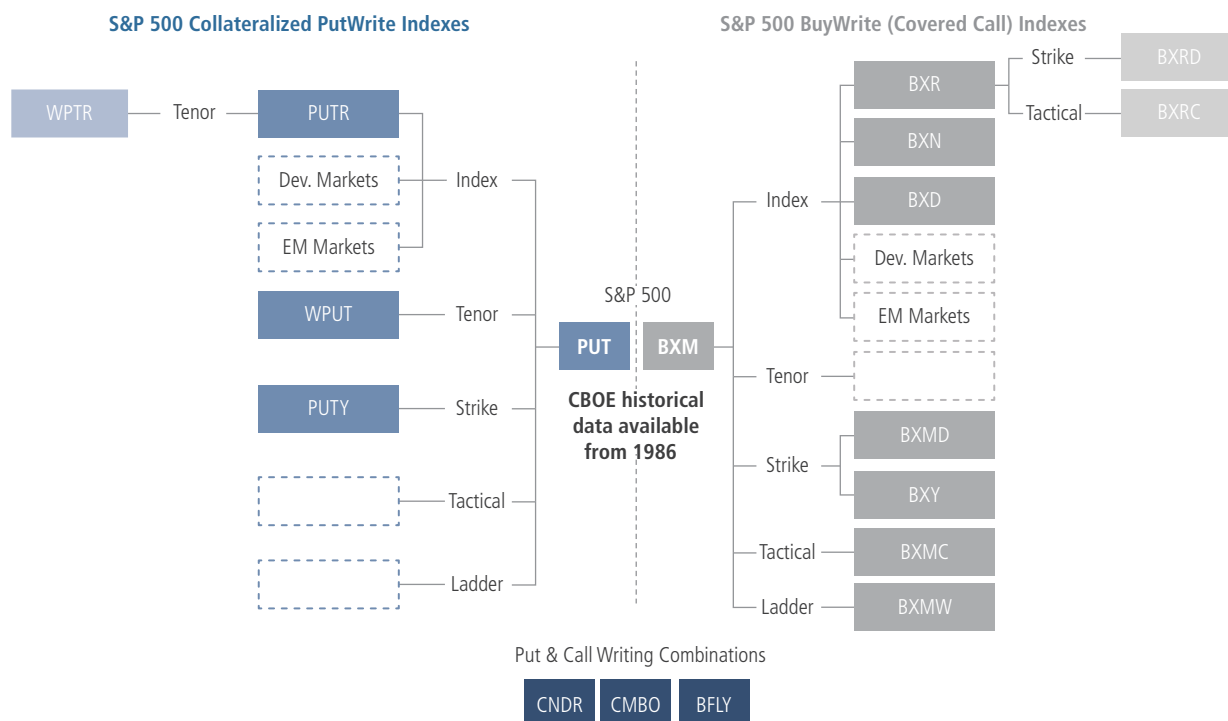 S&P 500 Collateralized PutWrite Indexes
S&P 500 BuyWrite (Covered Call) Indexes
WPTR
Tenor
PUTR
Dev. Markets
Index
EM Markets
WPUT
Tenor
PUTY
Strike
Tactical
Ladder
S&P 500
PUT
BXM
CBOE historical
data available
from 1986
Index
BXR
Strike
BXRD
Tactical
BXRC
BXN
BXD
Dev. Markets
EM Markets
Tenor
Strike
BXMD
BXY
Tactical
BXMC
Ladder
BXMW
Put & Call Writing Combinations
CNDR
CMBO
BFLY